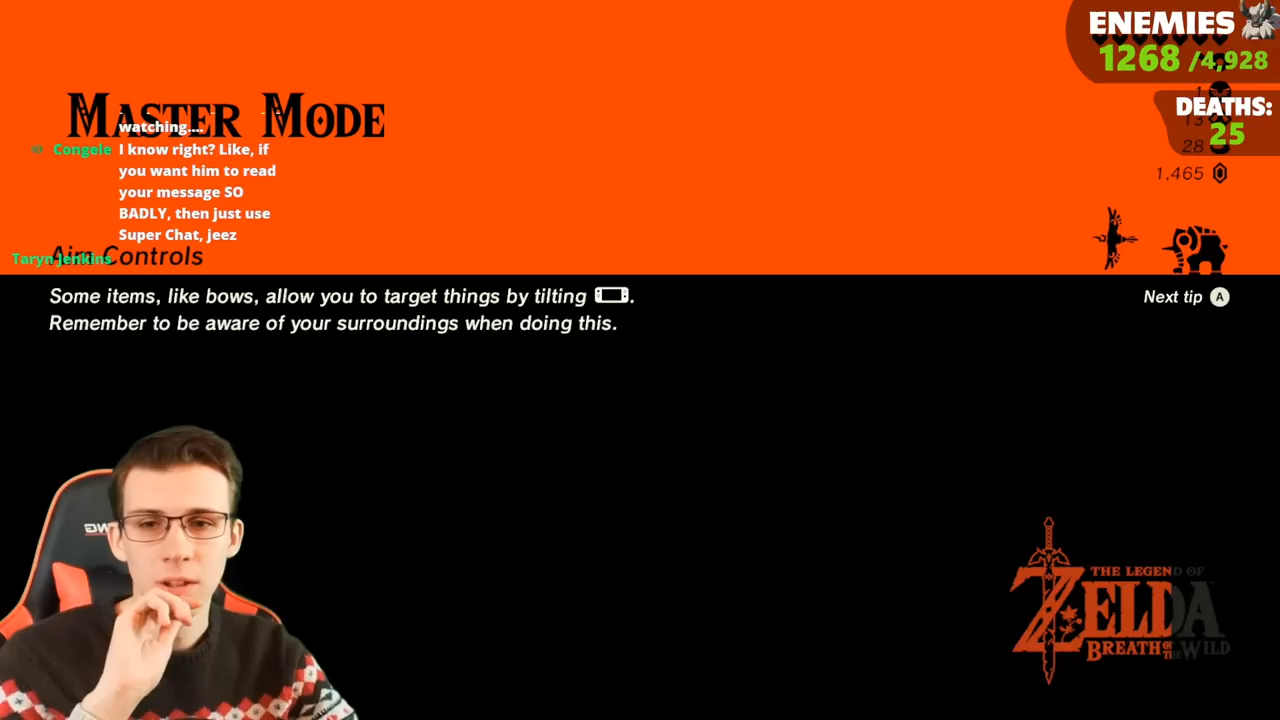 ENEMIES
1268 /4,928
DEATHS:
25
28
1,465
MASTER MODE
watching....
Congele I know right? Like, if
you want him to read
your message SO
BADLY, then just use
Super Chat, jeez
Taryn jenkins
Aim Controls
Some items, like bows, allow you to target things by tilting
Remember to be aware of your surroundings when doing this.
Next tip A
THE LEGEND OF
ZELDA
BREATH OF THE WILD